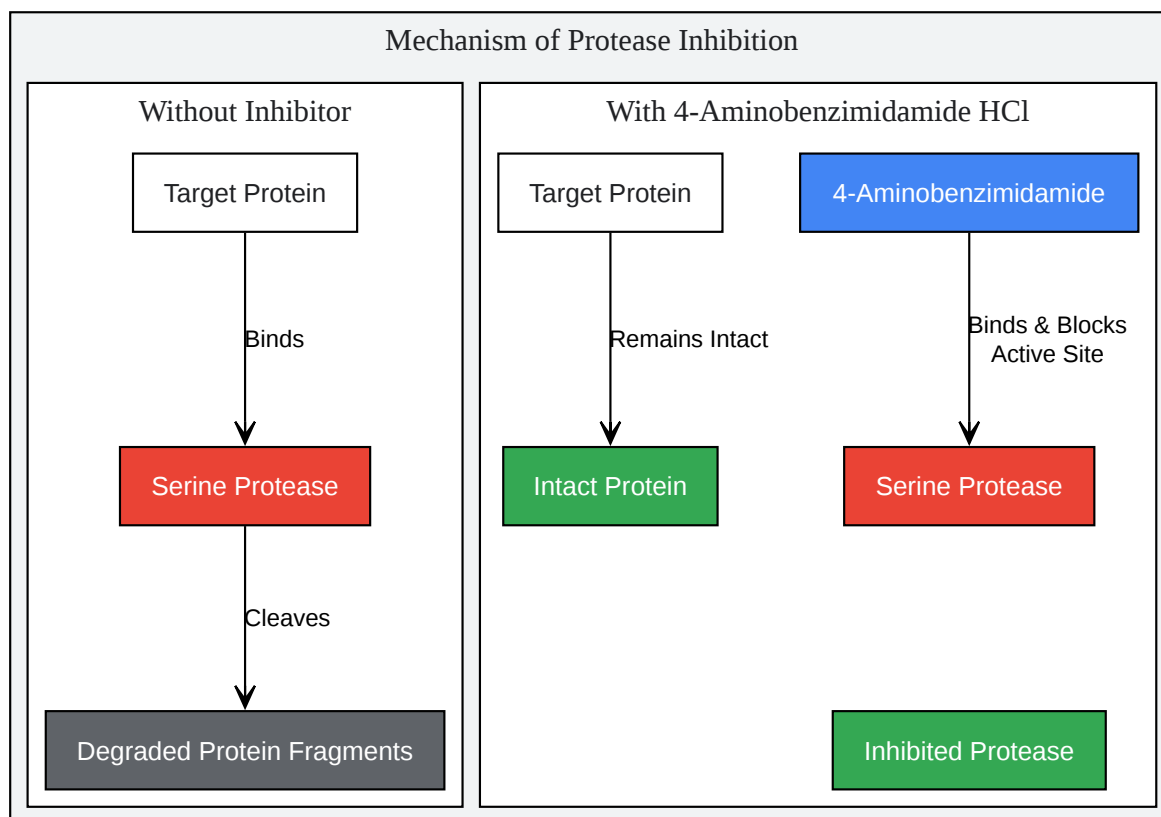 Mechanism of Protease Inhibition
Without Inhibitor
Target Protein
Binds
Serine Protease
Cleaves
Degraded Protein Fragments
With 4-Aminobenzimidamide HCl
Target Protein
Remains Intact
Intact Protein
4-Aminobenzimidamide
Binds & Blocks
Active Site
Serine Protease
Inhibited Protease